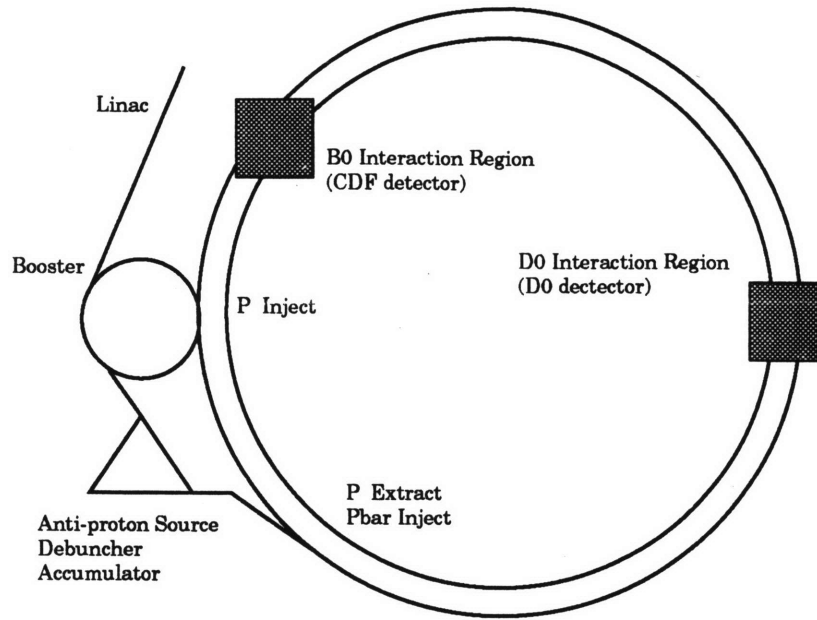 Linac
B0 Interaction Region
(CDF detector)
Booster
D0 Interaction Region
(D0 dectector)
P Inject
P Extract
Pbar Inject
Anti-proton Source
Debuncher
Accumulator